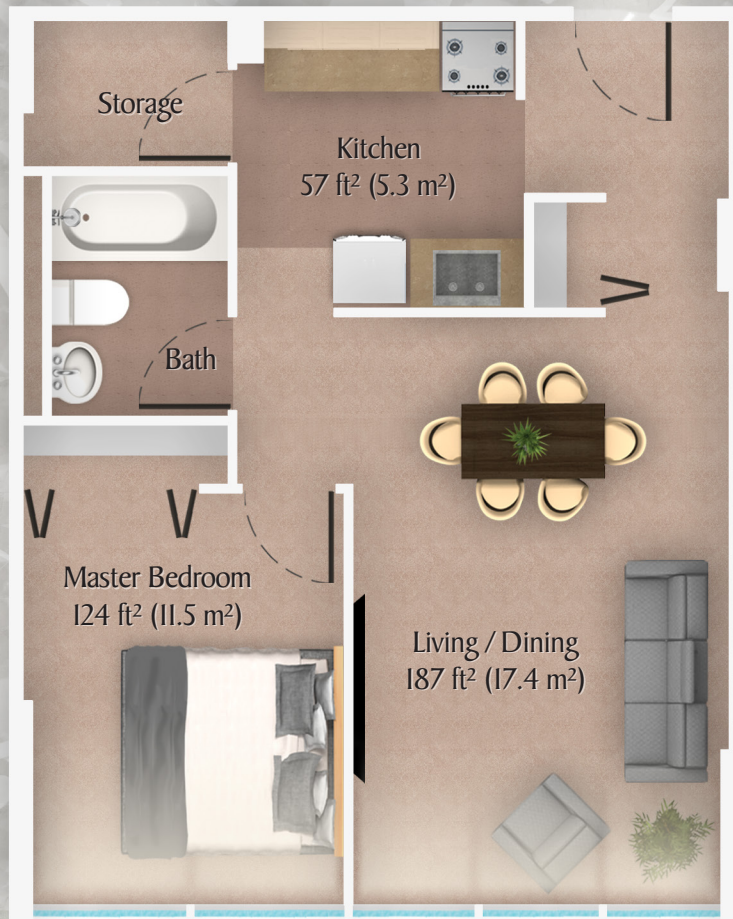 Storage
Kitchen
57 ft² (5.3 m²)
Bath
Master Bedroom
124 ft² (11.5 m²)
Living / Dining
187 ft² (17.4 m²)